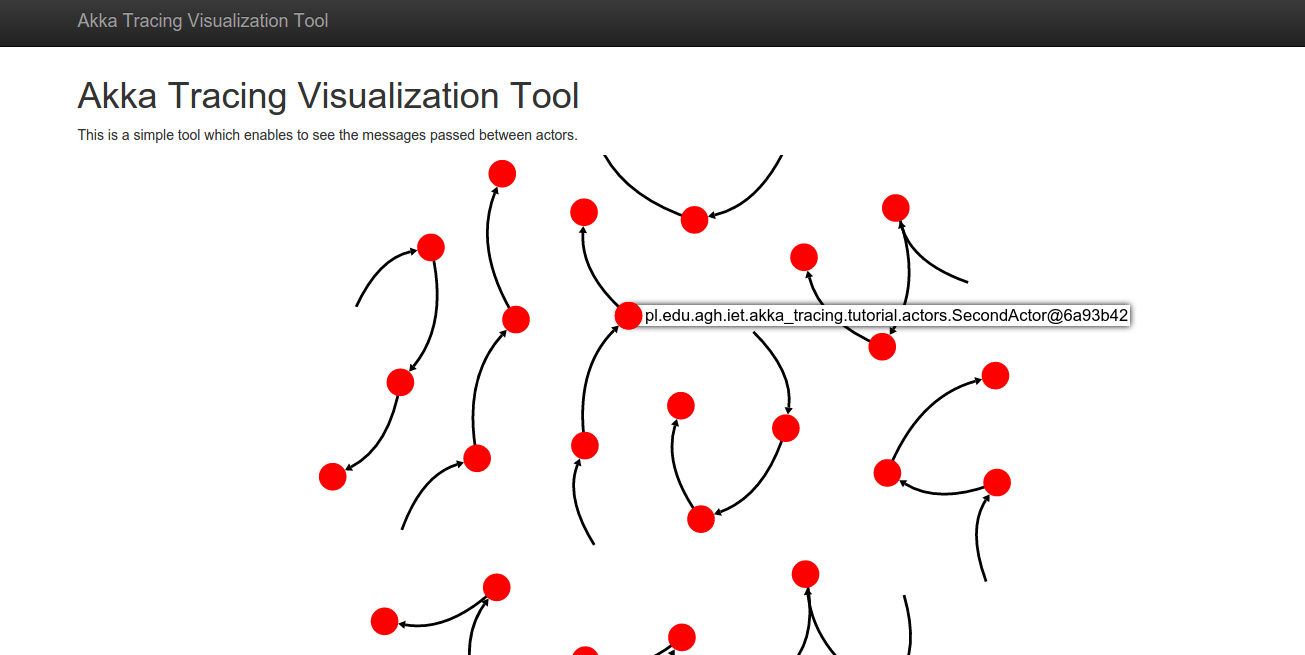 Akka Tracing Visualization Tool
Akka Tracing Visualization Tool
This is a simple tool which enables to see the messages passed between actors.
pl.edu.agh.iet.akka_tracing.tutorial.actors.SecondActor@6a93b42